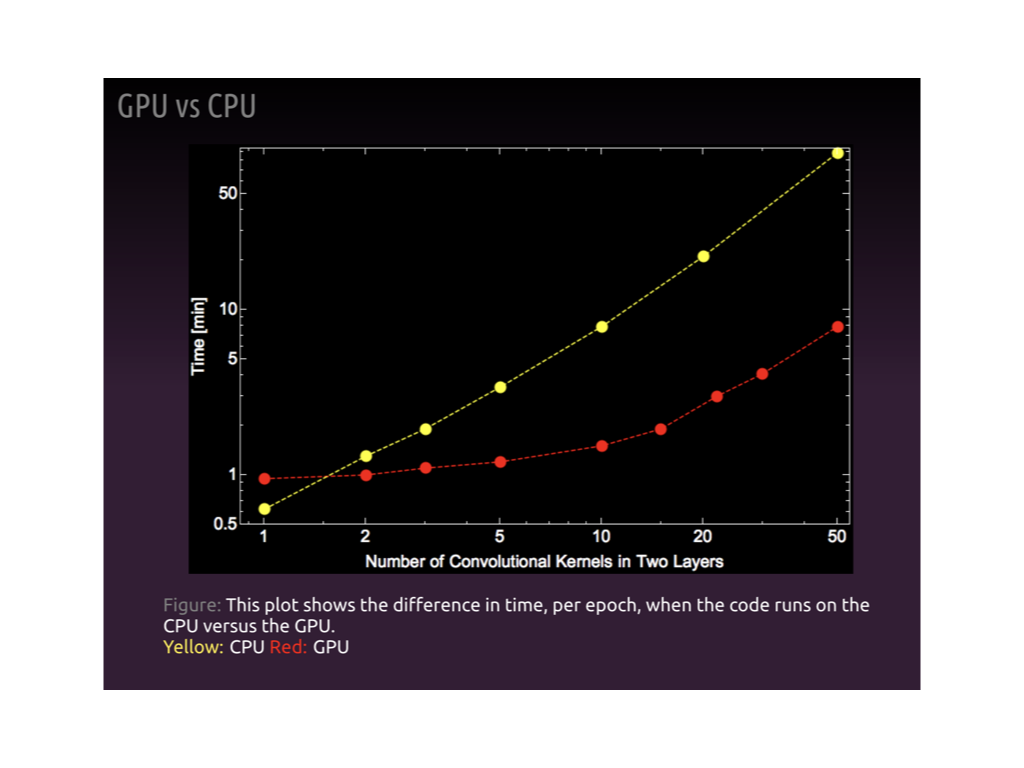 GPU vs CPU
50
10
5
1
0.5
Time [min]
1 2 5 10 20 50
Number of Convolutional Kernels in Two Layers
Figure: This plot shows the difference in time, per epoch, when the code runs on the
CPU versus the GPU.
Yellow: CPU Red: GPU